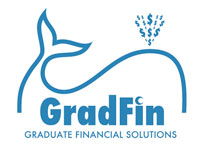 $ $ $
$ $ $
$
GradFin
GRADUATE FINANCIAL SOLUTIONS